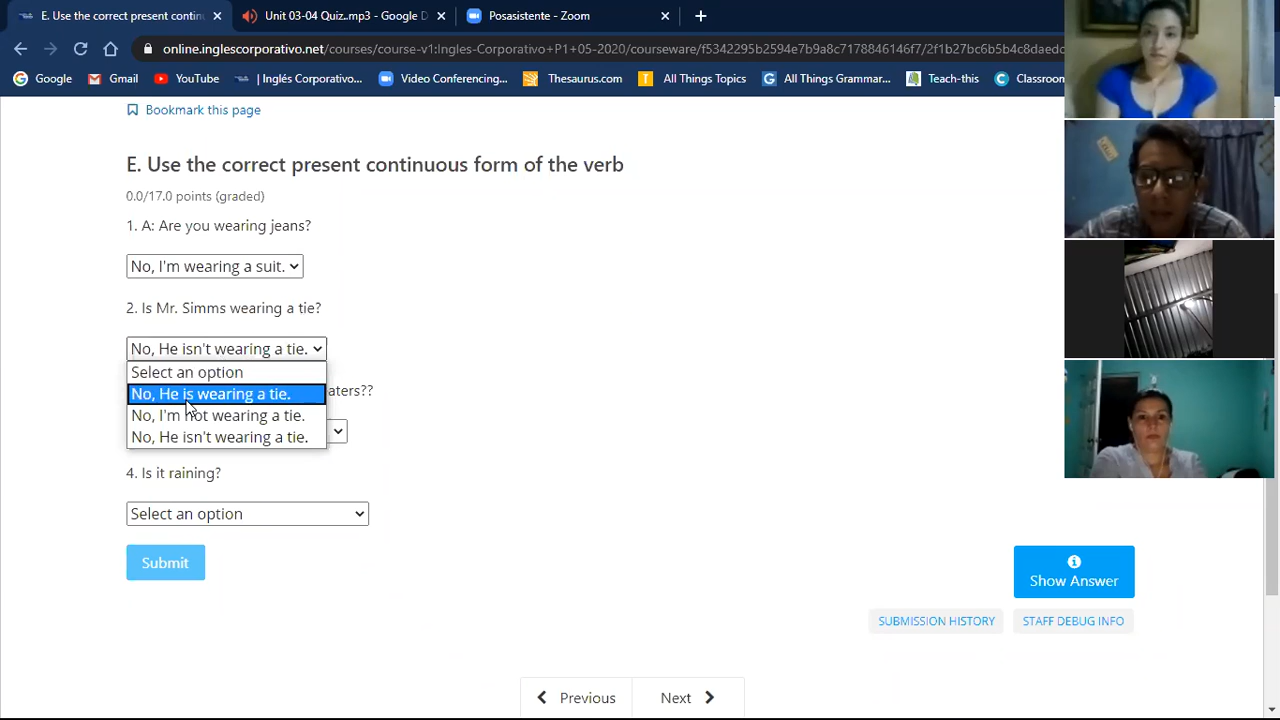 <E. Use the correct present contin
Unit 03-04 Quiz..mp3 - Google D
Posasistente - Zoom
online.inglescorporativo.net/courses/course-v1:Ingles-Corporativo+P1+05-2020/courseware/f5342295b2594e7b9a8c7178846146f7/2f1b27bc6b5b4c8daedc
Google
Gmail
YouTube
| Inglés Corporativo...
Video Conferencing...
Thesaurus.com
All Things Topics
All Things Grammar...
Teach-this
Classroom
Bookmark this page
E. Use the correct present continuous form of the verb
0.0/17.0 points (graded)
1. A: Are you wearing jeans?
No, I'm wearing a suit.
2. Is Mr. Simms wearing a tie?
No, He isn't wearing a tie.
Select an option
No, He is wearing a tie.
aters??
No, I'm not wearing a tie.
No, He isn't wearing a tie.
4. Is it raining?
Select an option
Submit
Show Answer
SUBMISSION HISTORY
STAFF DEBUG INFO
Previous
Next